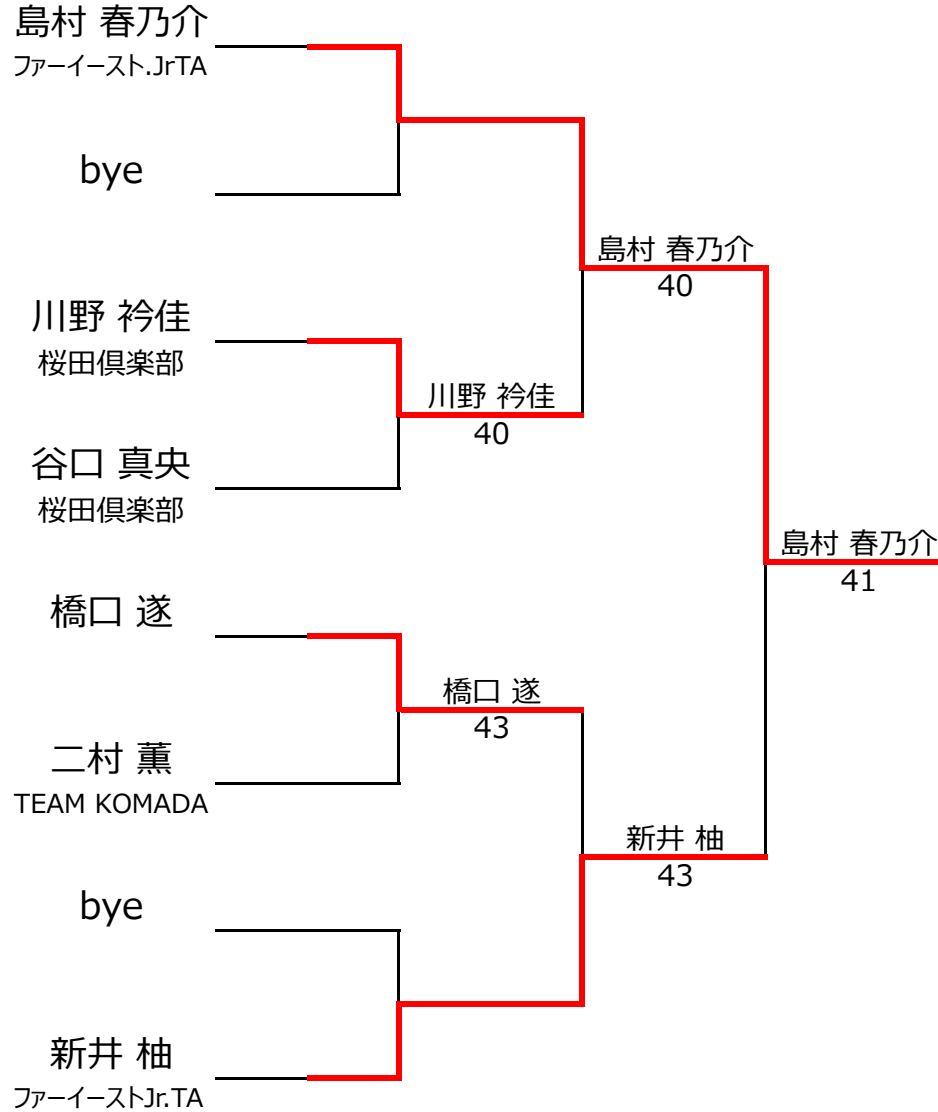 島村 春乃介
ファーイースト.JrTA
bye
島村 春乃介
40
川野 衿佳
桜田倶楽部
川野 衿佳
40
谷口 真央
桜田倶楽部
島村 春乃介
41
橋口 遂
橋口 遂
43
二村 薫
TEAM KOMADA
新井 柚
43
bye
新井 柚
ファーイーストJr.TA